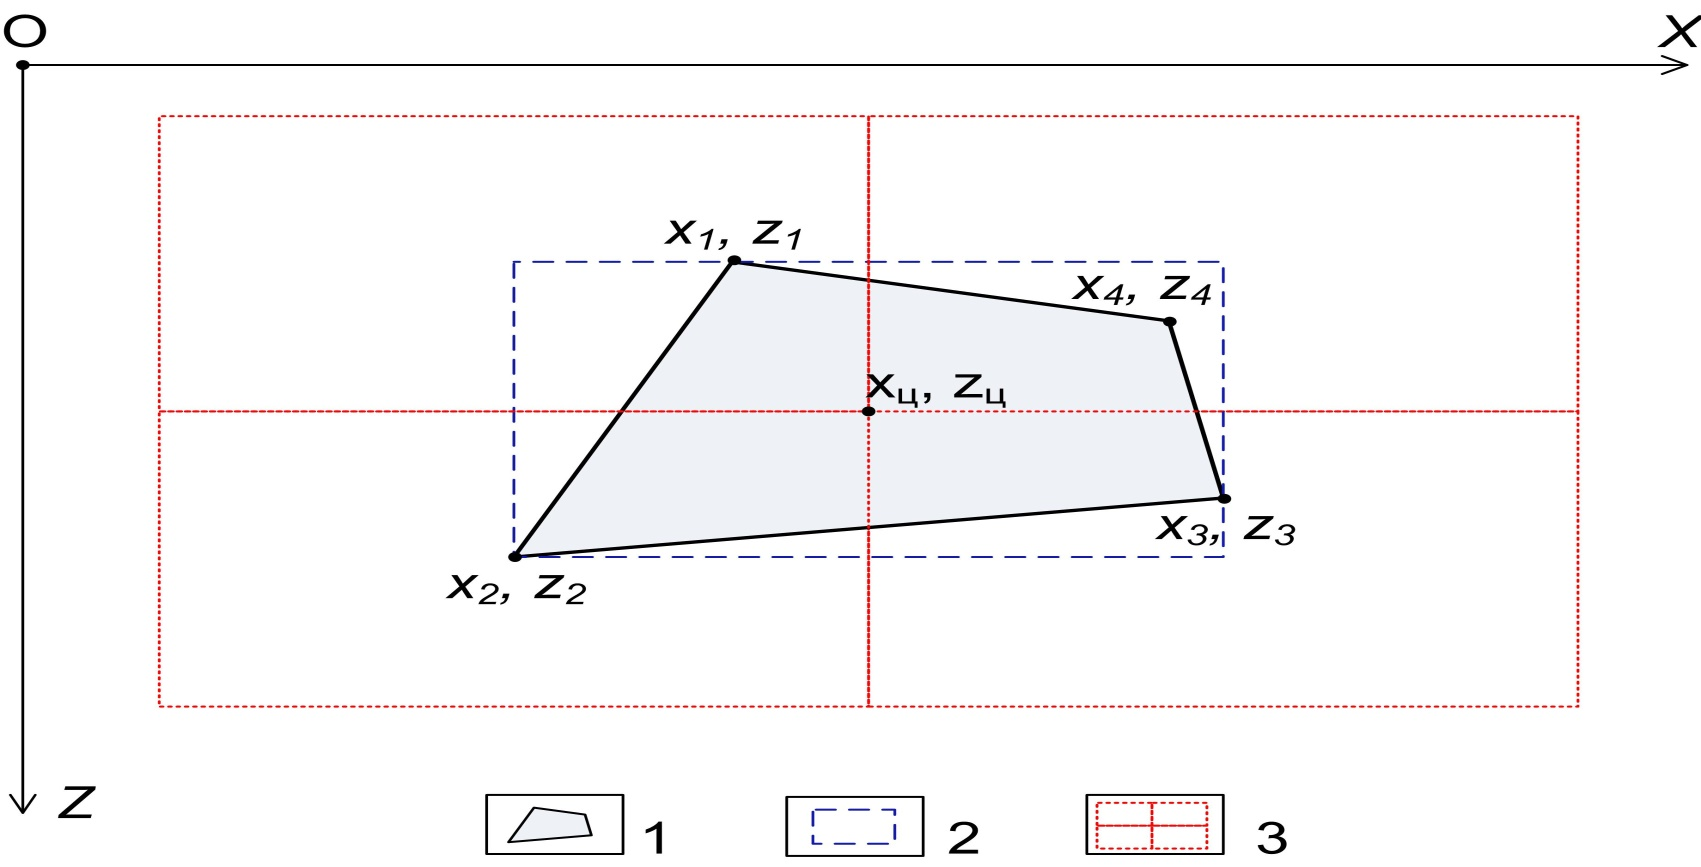 O X
x1, z1
x4, z4
xц, zц
x3, z3
x2, z2
z
1 2 3